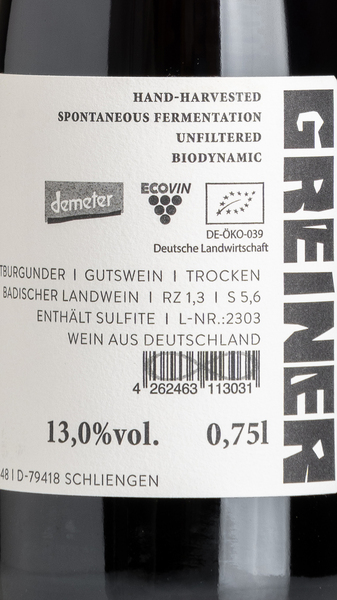 HAND-HARVESTED
SPONTANEOUS FERMENTATION
UNFILTERED
BIODYNAMIC
demeter
ECOVIN
DE-ÖKO-039
Deutsche Landwirtschaft
TBURGUNDER I GUTSWEIN I TROCKEN
BADISCHER LANDWEIN I RZ 1,3 I S 5,6
ENTHÄLT SULFITE I L-NR.:2303
WEIN AUS DEUTSCHLAND
4 262463 113031
13,0%vol. 0,75l
48 I D-79418 SCHLIENGEN
GREINER